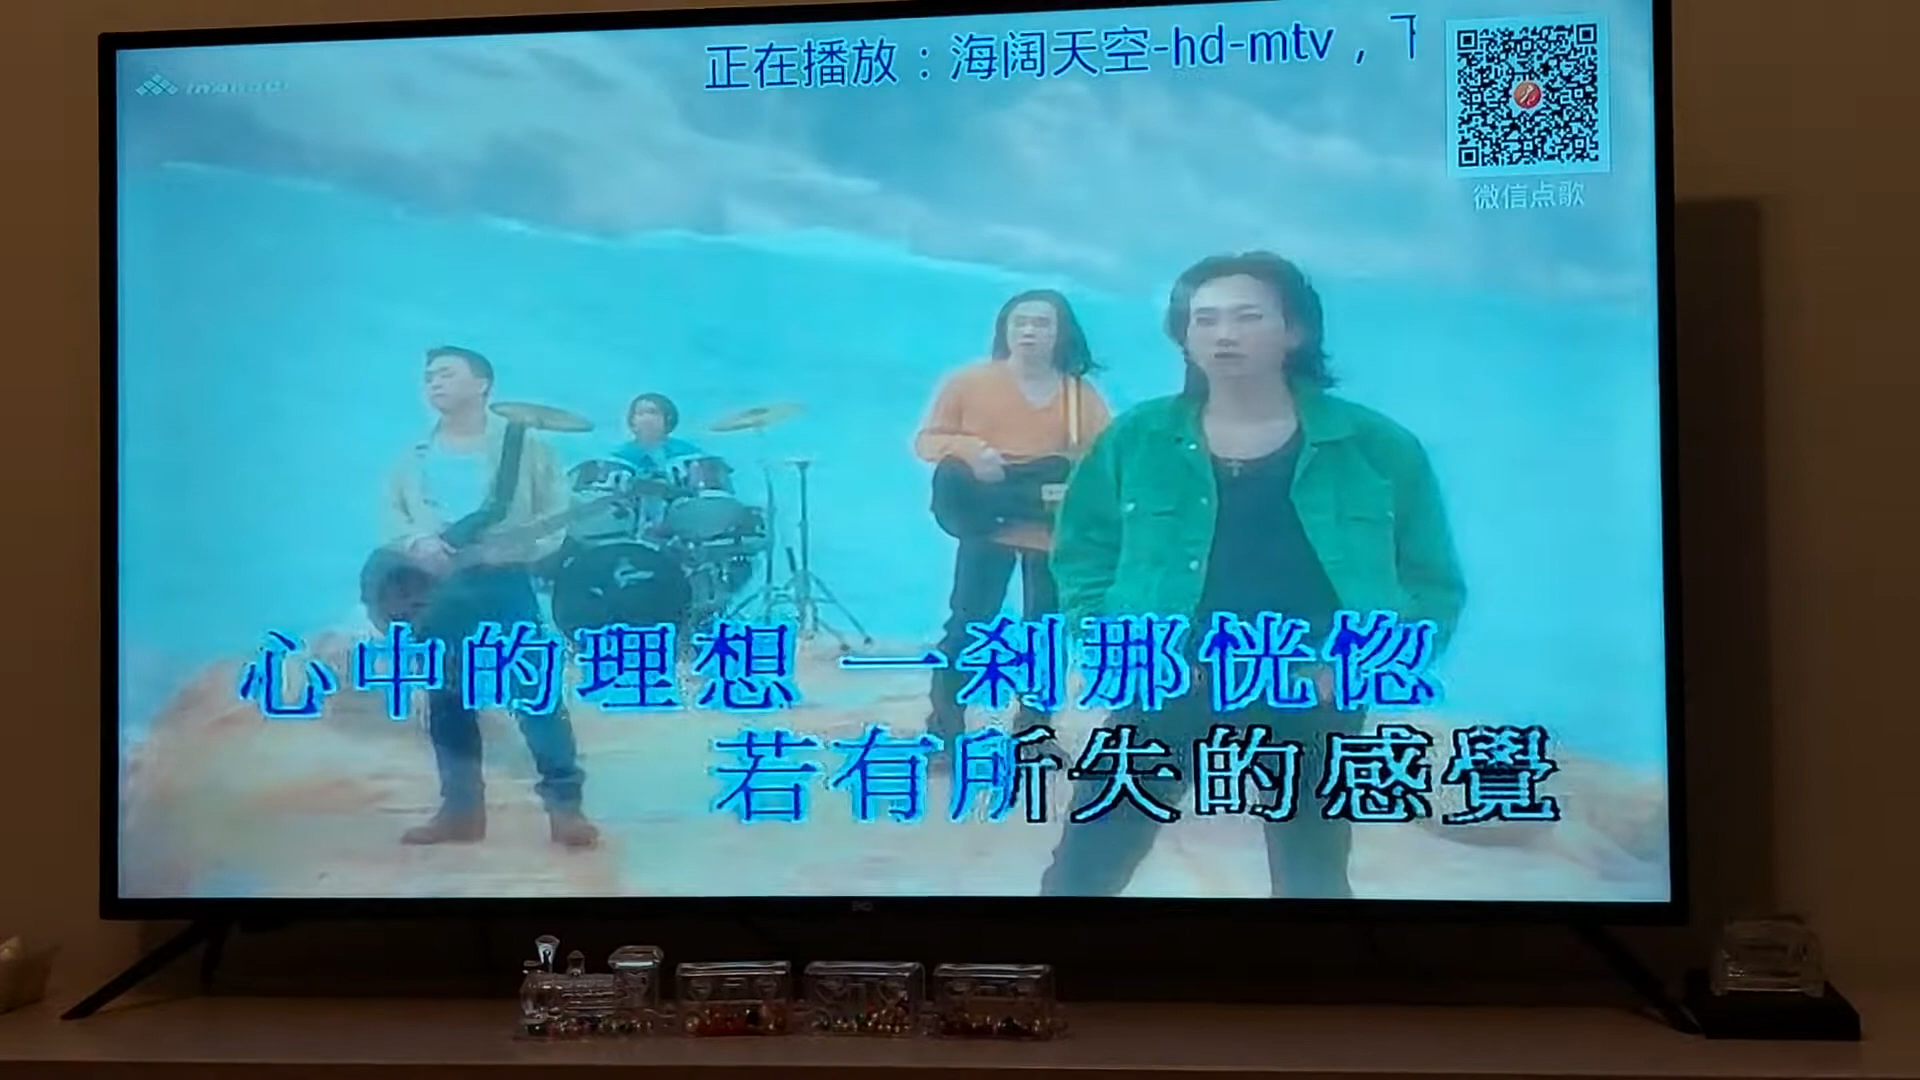 正在播放：海阔天空-hd-mtv，
微信点歌
心中的理想 一刹那恍惚
若有所失的感覺